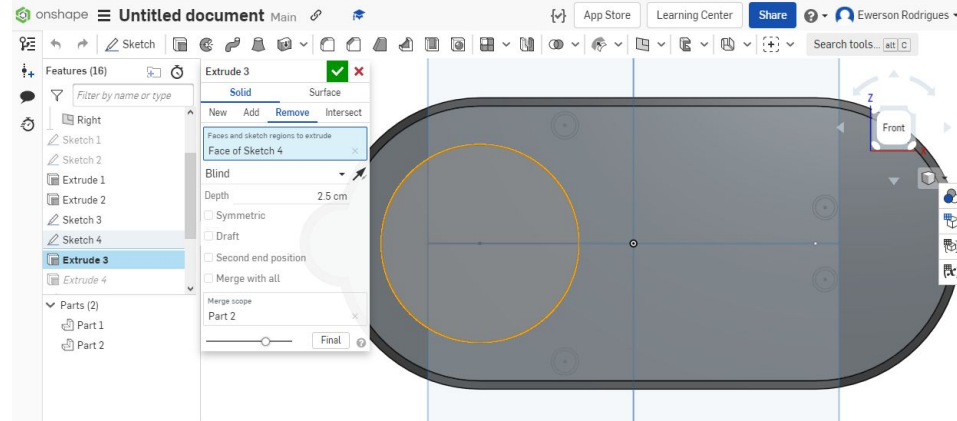 onshape Untitled document Main App Store Learning Center Share Ewerson Rodrigues
Sketch Search tools... alt C
Features (16)
Filter by name or type
Right
Sketch 1
Sketch 2
Extrude 1
Extrude 2
Sketch 3
Sketch 4
Extrude 3
Extrude 4
Parts (2)
Part 1
Part 2
Extrude 3
Solid Surface
New Add Remove Intersect
Faces and sketch regions to extrude
Face of Sketch 4
Blind
Depth 2.5 cm
Symmetric
Draft
Second end position
Merge with all
Merge scope
Part 2
Final
Z
Front